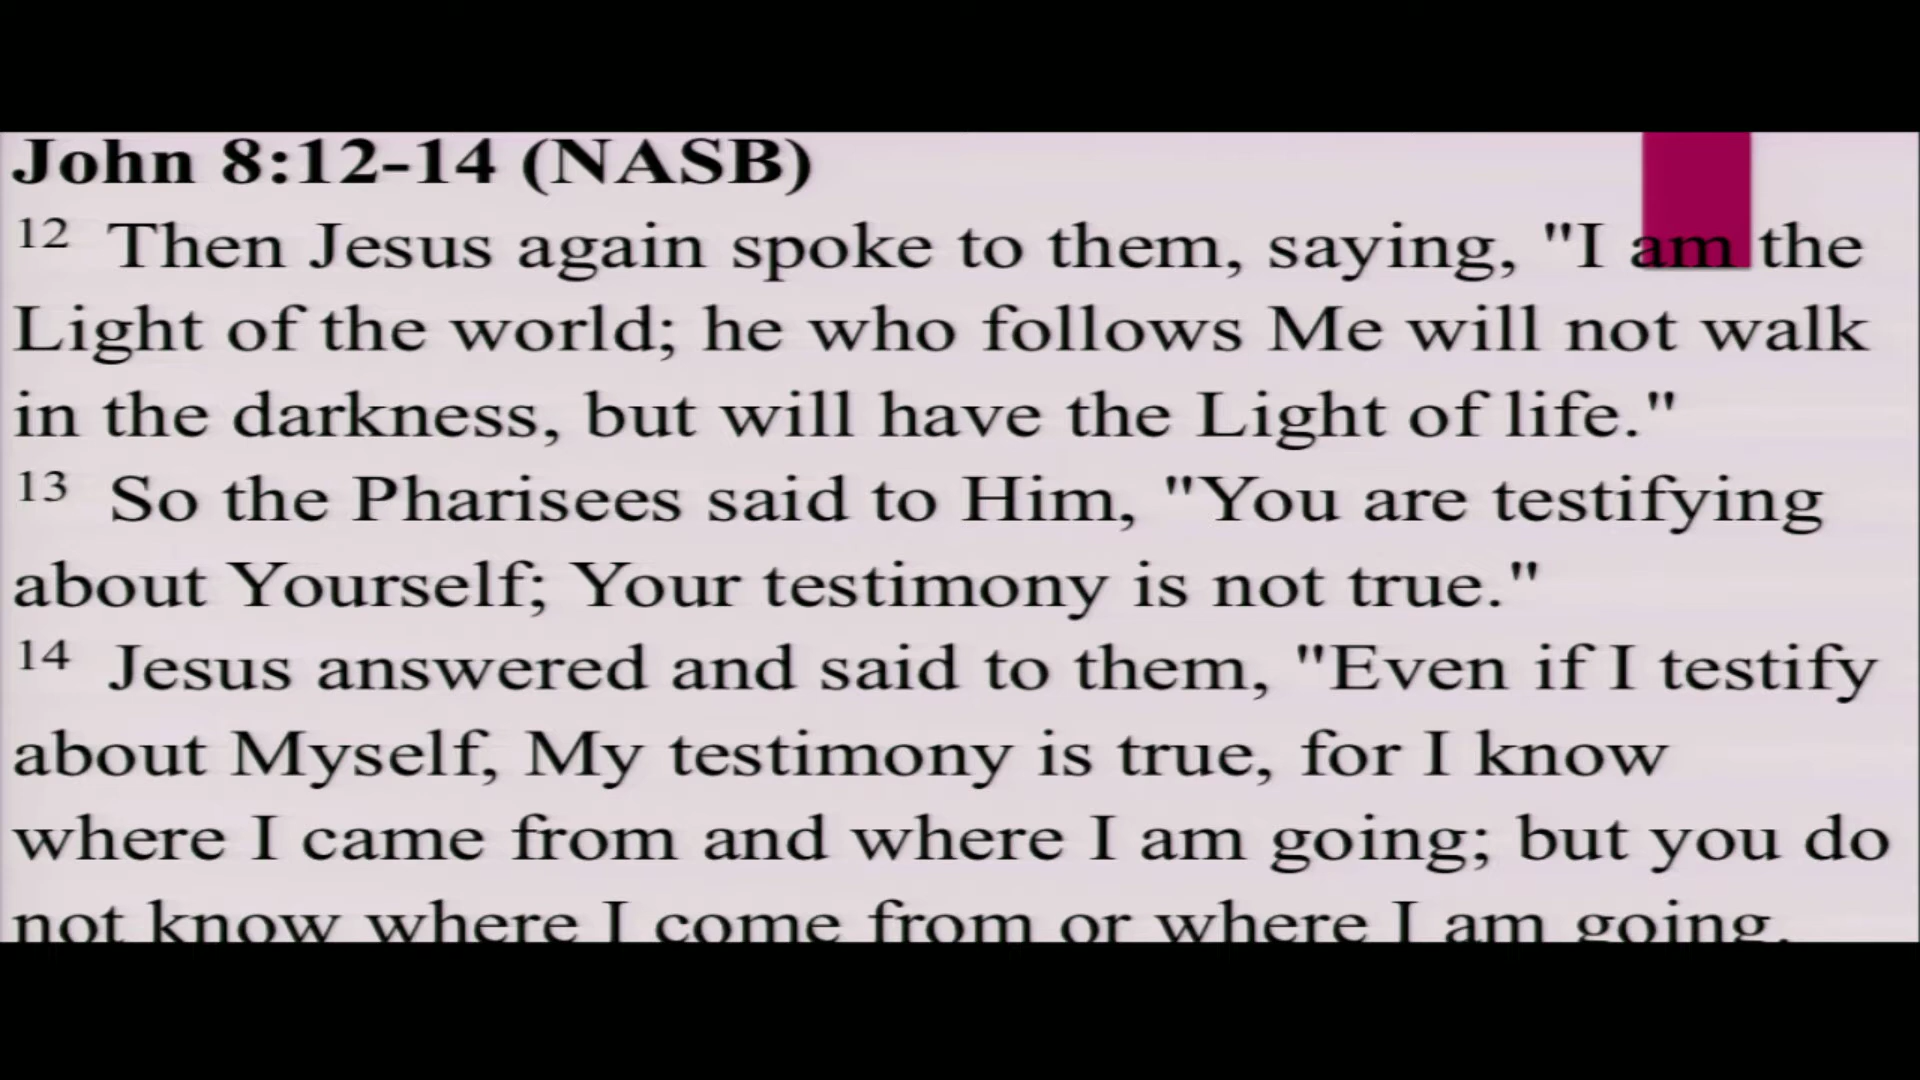 John 8:12-14 (NASB)
12 Then Jesus again spoke to them, saying, "I am the
Light of the world; he who follows Me will not walk
in the darkness, but will have the Light of life."
13 So the Pharisees said to Him, "You are testifying
about Yourself; Your testimony is not true."
14 Jesus answered and said to them, "Even if I testify
about Myself, My testimony is true, for I know
where I came from and where I am going; but you do
not know where I come from or where I am going.